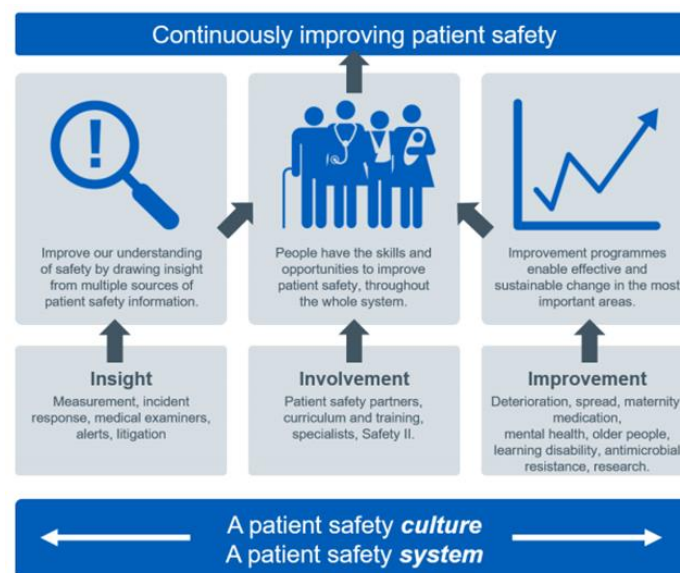 Continuously improving patient safety
!
Improve our understanding
of safety by drawing insight
from multiple sources of
patient safety information.
People have the skills and
opportunities to improve
patient safety, throughout
the whole system.
Improvement programmes
enable effective and
sustainable change in the most
important areas.
Insight
Measurement, incident
response, medical examiners,
alerts, litigation
Involvement
Patient safety partners,
curriculum and training,
specialists, Safety II.
Improvement
Deterioration, spread, maternity
medication,
mental health, older people,
learning disability, antimicrobial
resistance, research.
A patient safety culture
A patient safety system